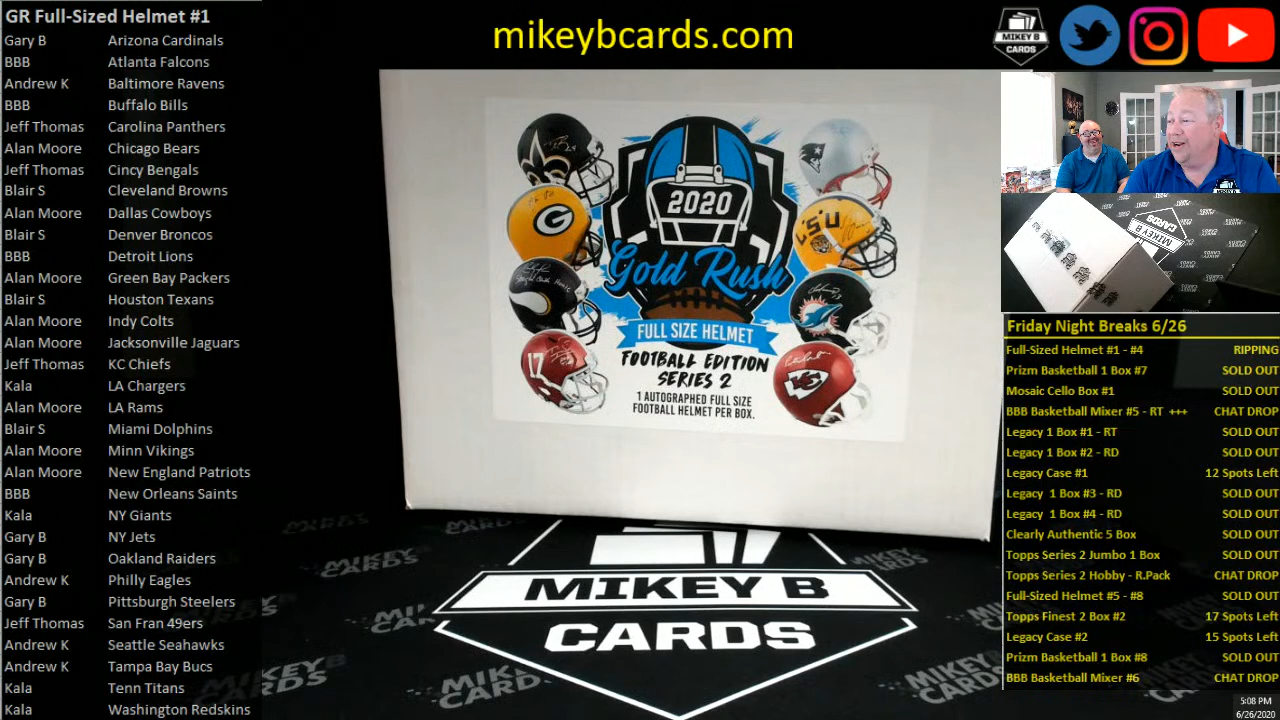 GR Full-Sized Helmet #1
Gary B Arizona Cardinals
BBB Atlanta Falcons
Andrew K Baltimore Ravens
BBB Buffalo Bills
Jeff Thomas Carolina Panthers
Alan Moore Chicago Bears
Jeff Thomas Cincy Bengals
Blair S Cleveland Browns
Alan Moore Dallas Cowboys
Blair S Denver Broncos
BBB Detroit Lions
Alan Moore Green Bay Packers
Blair S Houston Texans
Alan Moore Indy Colts
Alan Moore Jacksonville Jaguars
Jeff Thomas KC Chiefs
Kala LA Chargers
Alan Moore LA Rams
Blair S Miami Dolphins
Alan Moore Minn Vikings
Alan Moore New England Patriots
BBB New Orleans Saints
Kala NY Giants
Gary B NY Jets
Gary B Oakland Raiders
Andrew K Philly Eagles
Gary B Pittsburgh Steelers
Jeff Thomas San Fran 49ers
Andrew K Seattle Seahawks
Andrew K Tampa Bay Bucs
Kala Tenn Titans
Kala Washington Redskins
mikeybcards.com
MIKEY B
CARDS
2020
Gold Rush
FULL SIZE HELMET
FOOTBALL EDITION
SERIES 2
1 AUTOGRAPHED FULL SIZE
FOOTBALL HELMET PER BOX.
G
17
KC
MIKEY B
CARDS
MIKEY B
CARDS
Friday Night Breaks 6/26
Full-Sized Helmet #1 - #4 RIPPING
Prizm Basketball 1 Box #7 SOLD OUT
Mosaic Cello Box #1 SOLD OUT
BBB Basketball Mixer #5 - RT +++ CHAT DROP
Legacy 1 Box #1 - RT SOLD OUT
Legacy 1 Box #2 - RD SOLD OUT
Legacy Case #1 12 Spots Left
Legacy 1 Box #3 - RD SOLD OUT
Legacy 1 Box #4 - RD SOLD OUT
Clearly Authentic 5 Box SOLD OUT
Topps Series 2 Jumbo 1 Box SOLD OUT
Topps Series 2 Hobby - R.Pack CHAT DROP
Full-Sized Helmet #5 - #8 SOLD OUT
Topps Finest 2 Box #2 17 Spots Left
Legacy Case #2 15 Spots Left
Prizm Basketball 1 Box #8 SOLD OUT
BBB Basketball Mixer #6 CHAT DROP
5:08 PM
6/26/2020